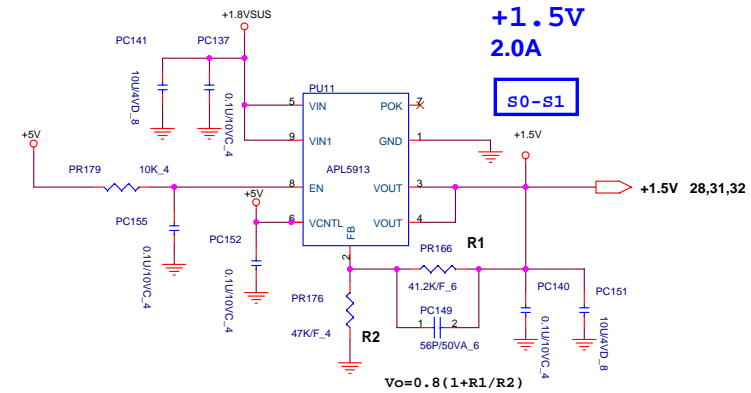 +1.5V
2.0A
S0-S1
+1.8VSUS
PC141
PC137
10U/4VD_8
0.1U/10VC_4
PU11
5 VIN
POK 7
9 VIN1
GND 1
APL5913
8 EN
VOUT 3
6 VCNTL
VOUT 4
FB
2
+5V
PR179
10K_4
PC155
0.1U/10VC_4
+5V
PC152
0.1U/10VC_4
+1.5V
+1.5V 28,31,32
R1
PR166
41.2K/F_6
PC149
1 2
56P/50VA_6
PR176
47K/F_4
R2
PC140
0.1U/10VC_4
PC151
10U/4VD_8
Vo=0.8(1+R1/R2)